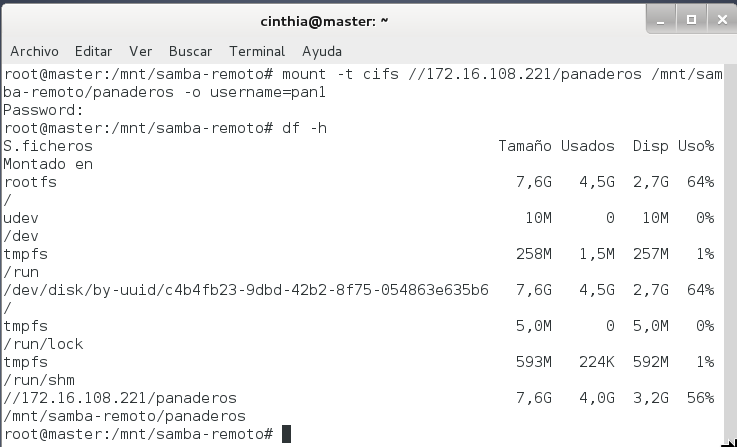 cinthia@master: ~
Archivo Editar Ver Buscar Terminal Ayuda
root@master:/mnt/samba-remoto# mount -t cifs //172.16.108.221/panaderos /mnt/sam
ba-remoto/panaderos -o username=pan1
Password:
root@master:/mnt/samba-remoto# df -h
S.ficheros Tamaño Usados Disp Uso%
Montado en
rootfs 7,6G 4,5G 2,7G 64%
/
udev 10M 0 10M 0%
/dev
tmpfs 258M 1,5M 257M 1%
/run
/dev/disk/by-uuid/c4b4fb23-9dbd-42b2-8f75-054863e635b6 7,6G 4,5G 2,7G 64%
/
tmpfs 5,0M 0 5,0M 0%
/run/lock
tmpfs 593M 224K 592M 1%
/run/shm
//172.16.108.221/panaderos 7,6G 4,0G 3,2G 56%
/mnt/samba-remoto/panaderos
root@master:/mnt/samba-remoto#